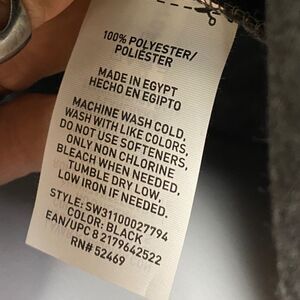 100% POLYESTER/
POLIÉSTER
MADE IN EGYPT
HECHO EN EGIPTO
MACHINE WASH COLD,
WASH WITH LIKE COLORS,
DO NOT USE SOFTENERS,
ONLY NON CHLORINE
BLEACH WHEN NEEDED,
TUMBLE DRY LOW,
LOW IRON IF NEEDED.
STYLE: SW31100027794
COLOR: BLACK
EAN/UPC 8 2179642522
RN# 52469